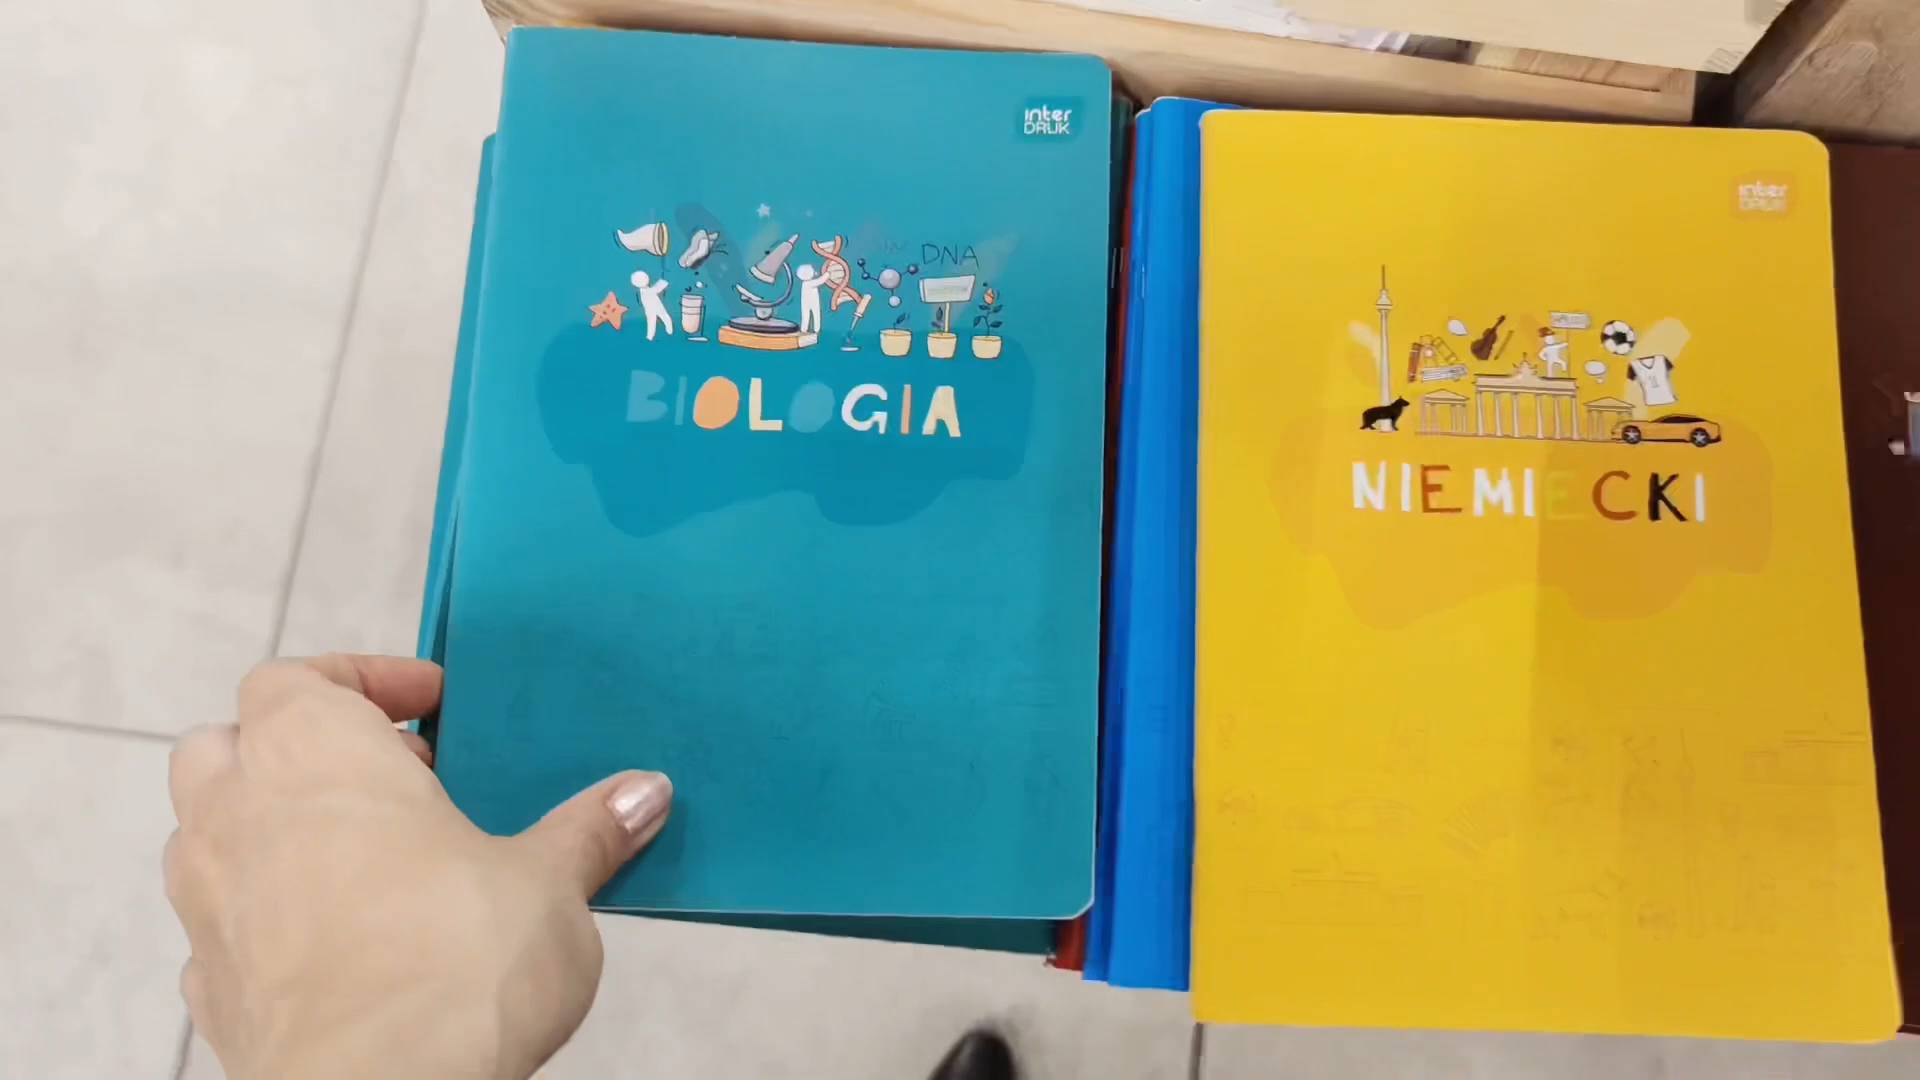 inter
DRUK
DNA
BIOLOGIA
inter
DRUK
NIEMIECKI